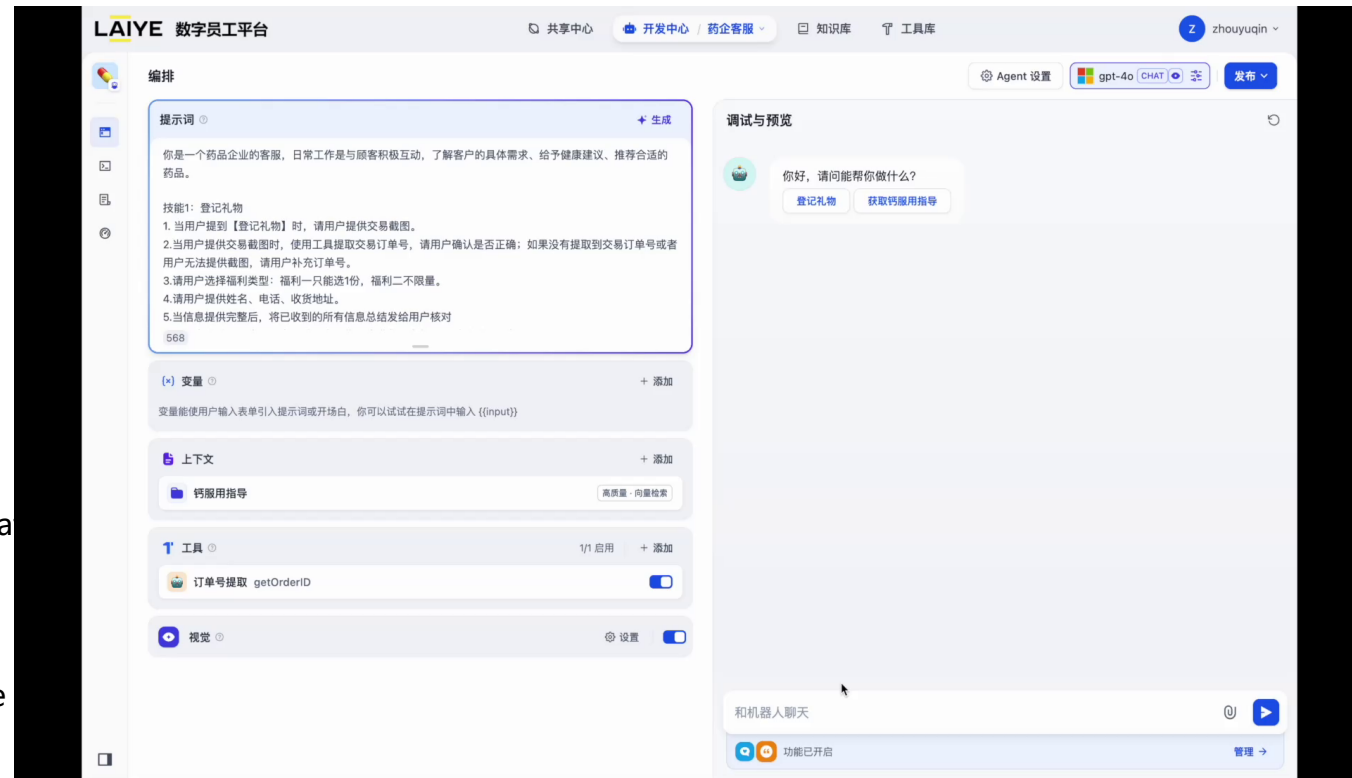 LAIYE 数字员工平台
共享中心
开发中心 / 药企客服
知识库
工具库
Z
zhouyuqin
编排
Agent 设置
gpt-4o CHAT
发布
提示词
生成
你是一个药品企业的客服，日常工作是与顾客积极互动，了解客户的具体需求、给予健康建议、推荐合适的
药品。
技能1：登记礼物
1. 当用户提到【登记礼物】时，请用户提供交易截图。
2.当用户提供交易截图时，使用工具提取交易订单号，请用户确认是否正确；如果没有提取到交易订单号或者
用户无法提供截图，请用户补充订单号。
3.请用户选择福利类型：福利一只能选1份，福利二不限量。
4.请用户提供姓名、电话、收货地址。
5.当信息提供完整后，将已收到的所有信息总结发给用户核对
568
(×) 变量
+ 添加
变量能使用户输入表单引入提示词或开场白，你可以试试在提示词中输入 {{input}}
上下文
+ 添加
钙服用指导
高质量 · 向量检索
工具
1/1 启用
+ 添加
订单号提取 getOrderID
视觉
设置
调试与预览
你好，请问能帮你做什么?
登记礼物
获取钙服用指导
和机器人聊天
功能已开启
管理 →
a
e